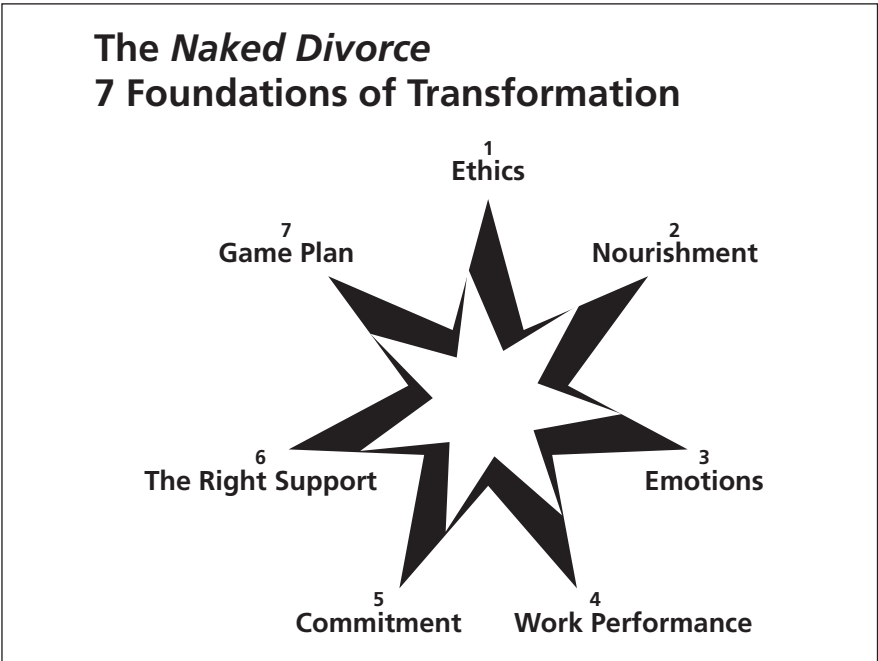 The Naked Divorce
7 Foundations of Transformation
1
Ethics
2
Nourishment
3
Emotions
4
Work Performance
5
Commitment
6
The Right Support
7
Game Plan